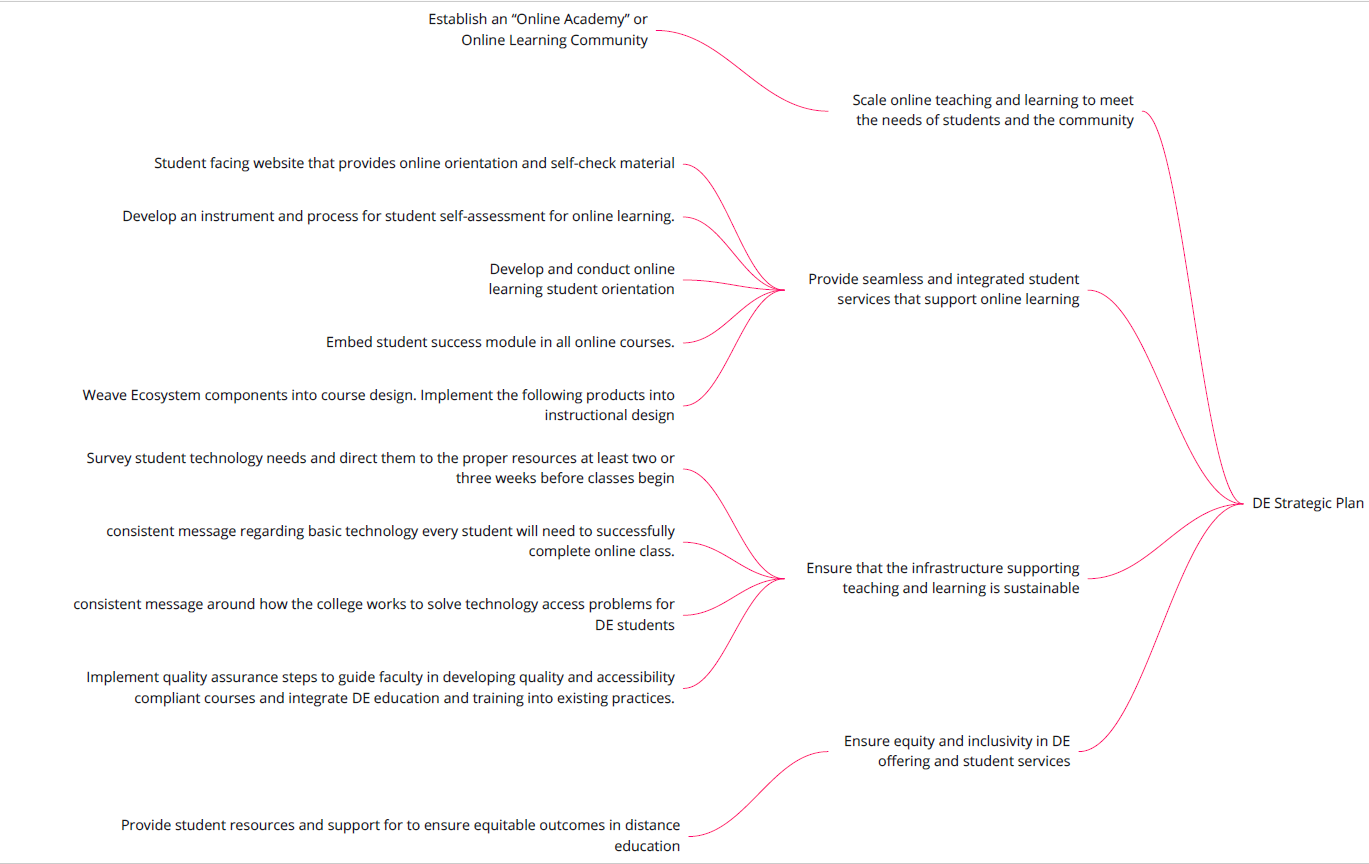 Establish an “Online Academy” or
Online Learning Community
Scale online teaching and learning to meet
the needs of students and the community
Student facing website that provides online orientation and self-check material
Develop an instrument and process for student self-assessment for online learning.
Develop and conduct online
learning student orientation
Provide seamless and integrated student
services that support online learning
Embed student success module in all online courses.
Weave Ecosystem components into course design. Implement the following products into
instructional design
Survey student technology needs and direct them to the proper resources at least two or
three weeks before classes begin
DE Strategic Plan
consistent message regarding basic technology every student will need to successfully
complete online class.
Ensure that the infrastructure supporting
teaching and learning is sustainable
consistent message around how the college works to solve technology access problems for
DE students
Implement quality assurance steps to guide faculty in developing quality and accessibility
compliant courses and integrate DE education and training into existing practices.
Ensure equity and inclusivity in DE
offering and student services
Provide student resources and support for to ensure equitable outcomes in distance
education